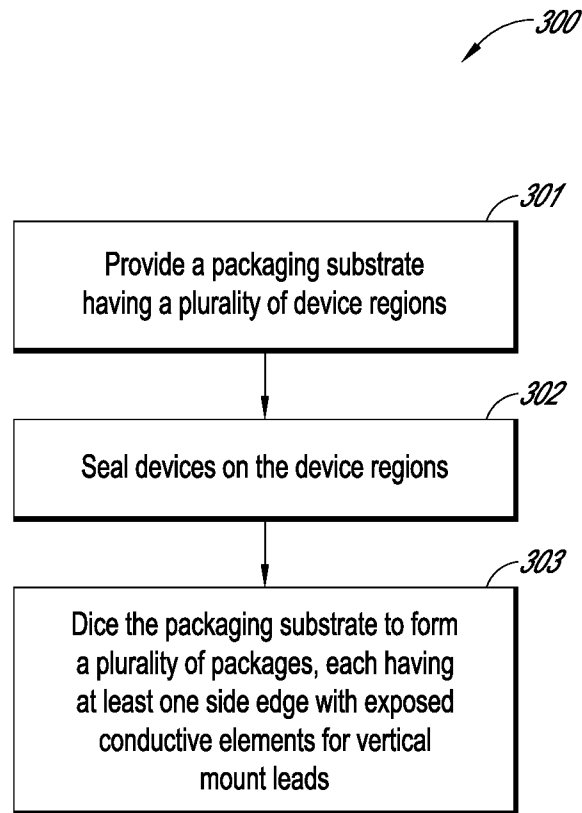 300
301
Provide a packaging substrate
having a plurality of device regions
302
Seal devices on the device regions
303
Dice the packaging substrate to form
a plurality of packages, each having
at least one side edge with exposed
conductive elements for vertical
mount leads